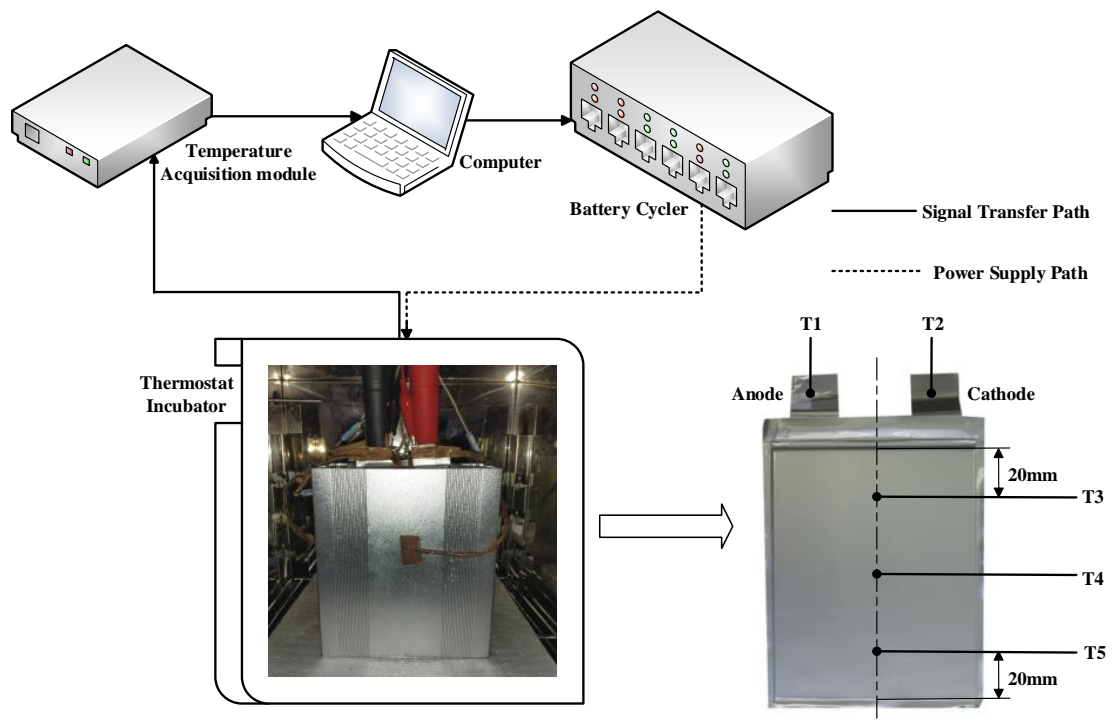 Temperature
Acquisition module
Computer
Battery Cycler
Signal Transfer Path
Power Supply Path
Thermostat
Incubator
T1
T2
Anode
Cathode
20mm
T3
T4
T5
20mm